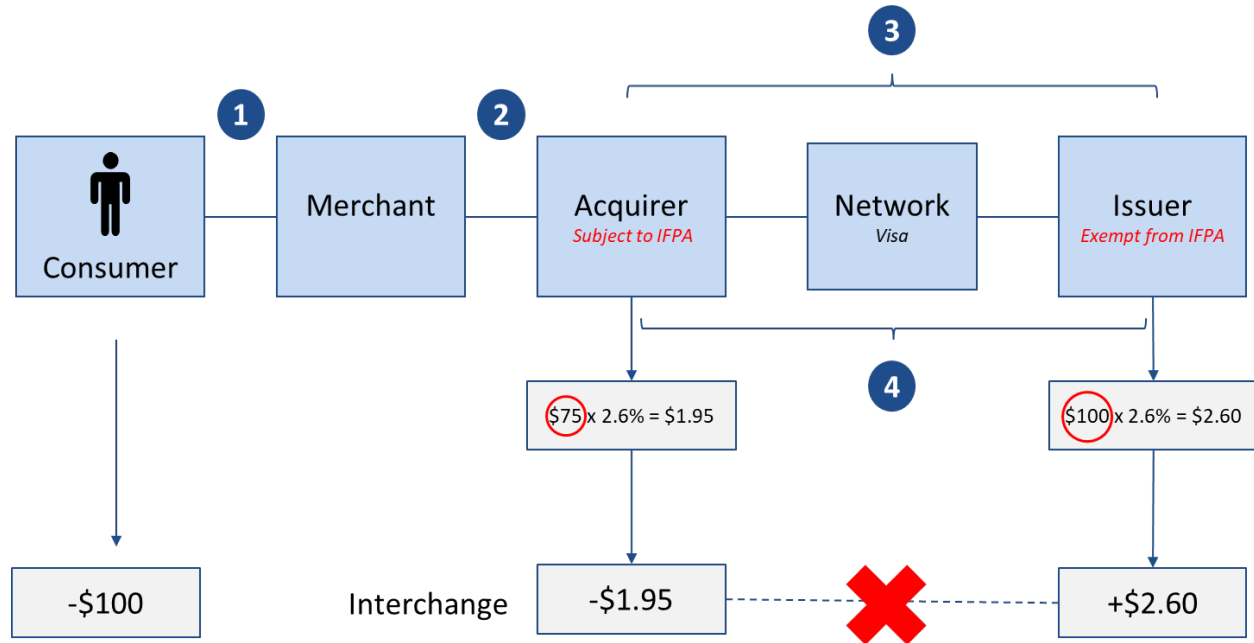 3
1
2
Consumer
Merchant
Acquirer
Subject to IFPA
Network
Visa
Issuer
Exempt from IFPA
4
$75 x 2.6% = $1.95
$100 x 2.6% = $2.60
-$100
Interchange
-$1.95
+$2.60